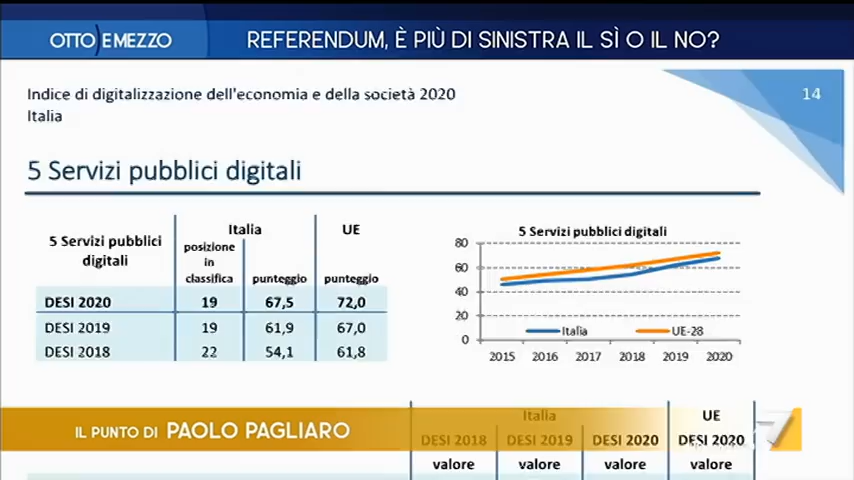 OTTO E MEZZO
REFERENDUM, È PIÙ DI SINISTRA IL SÌ O IL NO?
Indice di digitalizzazione dell'economia e della società 2020
14
Italia
5 Servizi pubblici digitali
5 Servizi pubblici digitali
Italia
UE
posizione in classifica
punteggio
punteggio
DESI 2020 19 67,5 72,0
DESI 2019 19 61,9 67,0
DESI 2018 22 54,1 61,8
5 Servizi pubblici digitali
80
60
40
20
0
Italia
UE-28
2015 2016 2017 2018 2019 2020
IL PUNTO DI PAOLO PAGLIARO
Italia UE
DESI 2018 DESI 2019 DESI 2020 DESI 2020
valore valore valore valore
7